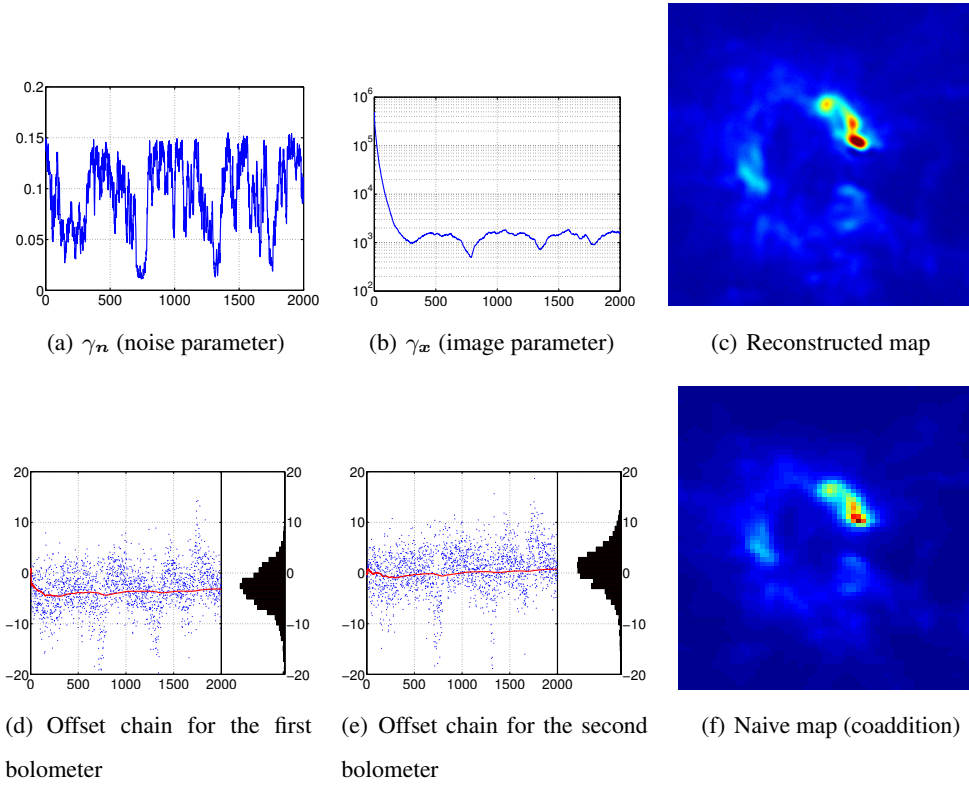 0.2
0.15
0.1
0.05
0
0 500 1000 1500 2000
(a) γn (noise parameter)
10^6
10^5
10^4
10^3
10^2
0 500 1000 1500 2000
(b) γx (image parameter)
(c) Reconstructed map
20
10
0
−10
−20
0 500 1000 1500 2000
20
10
0
−10
−20
(d) Offset chain for the first
bolometer
20
10
0
−10
−20
0 500 1000 1500 2000
20
10
0
−10
−20
(e) Offset chain for the second
bolometer
(f) Naive map (coaddition)